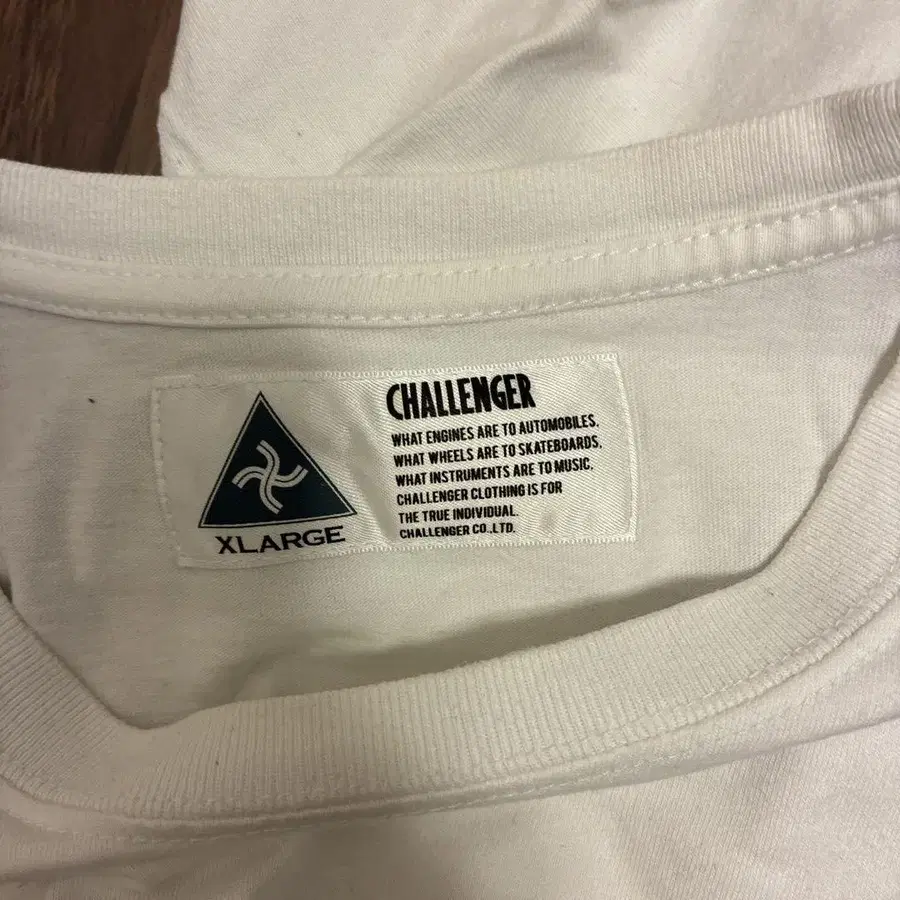 XLARGE
CHALLENGER
WHAT ENGINES ARE TO AUTOMOBILES.
WHAT WHEELS ARE TO SKATEBOARDS.
WHAT INSTRUMENTS ARE TO MUSIC.
CHALLENGER CLOTHING IS FOR
THE TRUE INDIVIDUAL.
CHALLENGER CO.,LTD.